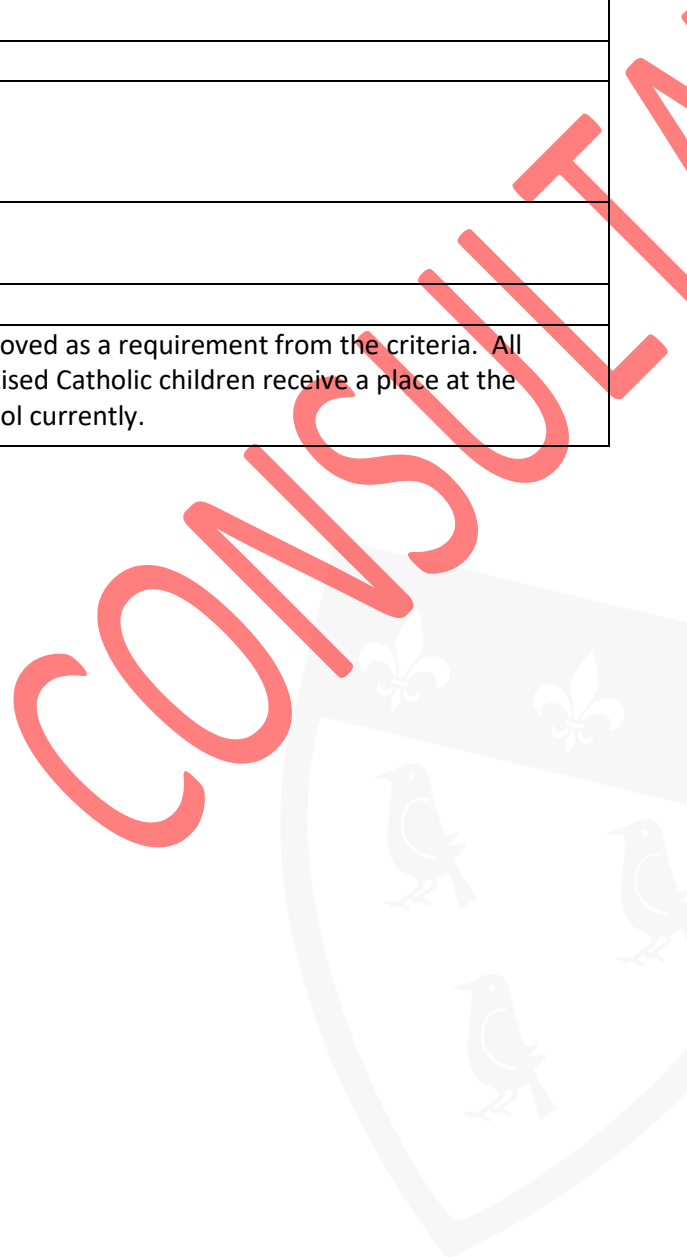 oved as a requirement from the criteria. All
ised Catholic children receive a place at the
ol currently.
CONSULTA